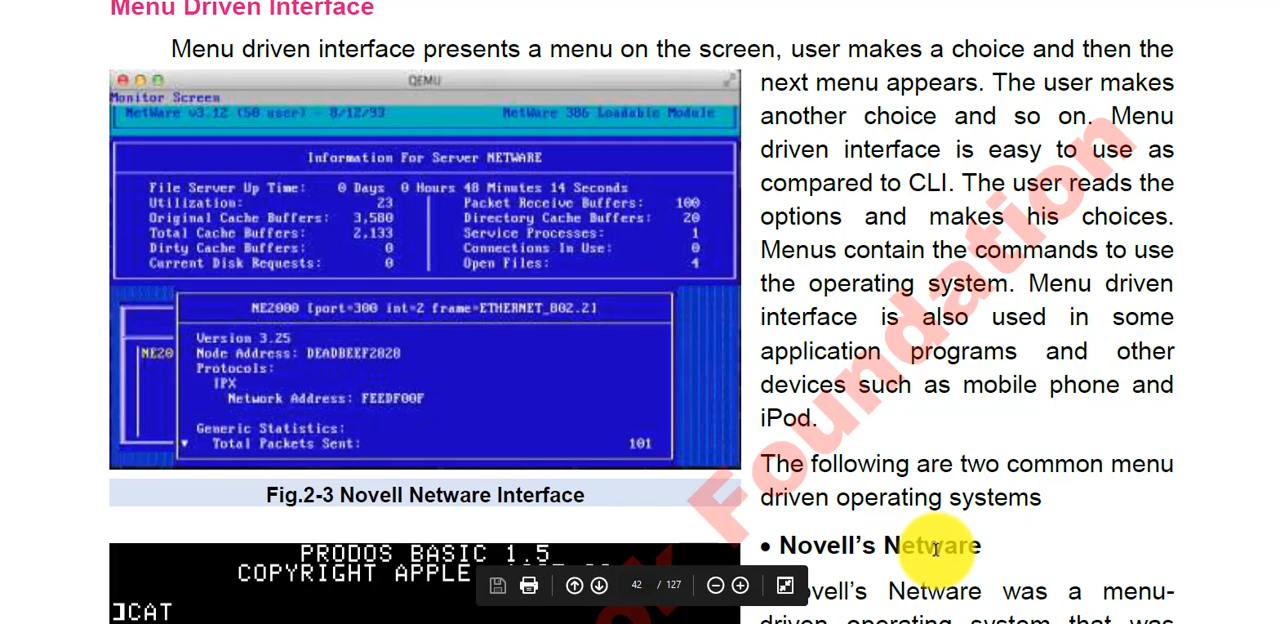 Menu Driven Interface
Menu driven interface presents a menu on the screen, user makes a choice and then the
next menu appears. The user makes
another choice and so on. Menu
driven interface is easy to use as
compared to CLI. The user reads the
options and makes his choices.
Menus contain the commands to use
the operating system. Menu driven
interface is also used in some
application programs and other
devices such as mobile phone and
iPod.
QEMU
Monitor Screen
NetWare v3.12 (50 user) - 8/12/93 NetWare 386 Loadable Module
Information For Server NETWARE
File Server Up Time: 0 Days 0 Hours 48 Minutes 14 Seconds
Utilization: 23 Packet Receive Buffers: 100
Original Cache Buffers: 3,580 Directory Cache Buffers: 20
Total Cache Buffers: 2,133 Service Processes: 1
Dirty Cache Buffers: 0 Connections In Use: 0
Current Disk Requests: 0 Open Files: 4
NE2000 [port=300 int=2 frame=ETHERNET_802.2]
NE20
Version 3.25
Node Address: DEADBEEF2828
Protocols:
IPX
Network Address: FEEDF00F
Generic Statistics:
Total Packets Sent: 101
Fig.2-3 Novell Netware Interface
The following are two common menu
driven operating systems
• Novell's Netware
Novell's Netware was a menu-
driven operating system that was
PRODOS BASIC 1.5
COPYRIGHT APPLE
]CAT
42 / 127
Foundation